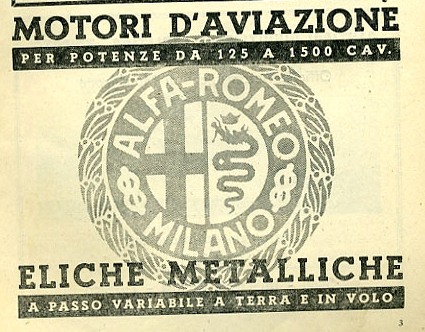 MOTORI D'AVIAZIONE
PER POTENZE DA 125 A 1500 CAV.
ALFA-ROMEO
MILANO
ELICHE METALLICHE
A PASSO VARIABILE A TERRA E IN VOLO
3